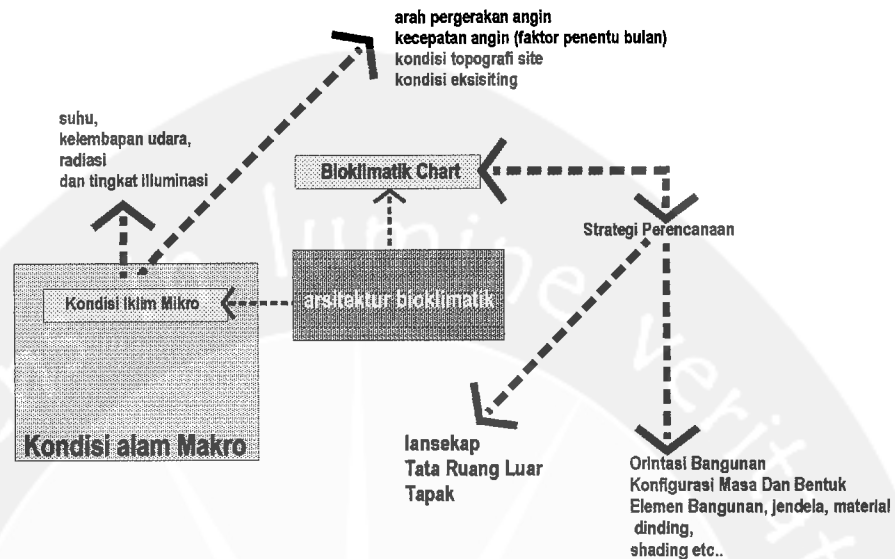 arah pergerakan angin
kecepatan angin (faktor penentu bulan)
kondisi topografi site
kondisi eksisiting
suhu,
kelembapan udara,
radiasi
dan tingkat illuminasi
Bioklimatik Chart
Strategi Perencanaan
arsitektur bioklimatik
Kondisi Iklim Mikro
Kondisi alam Makro
lansekap
Tata Ruang Luar
Tapak
Orintasi Bangunan
Konfigurasi Masa Dan Bentuk
Elemen Bangunan, jendela, material
dinding,
shading etc..
lumine veritat